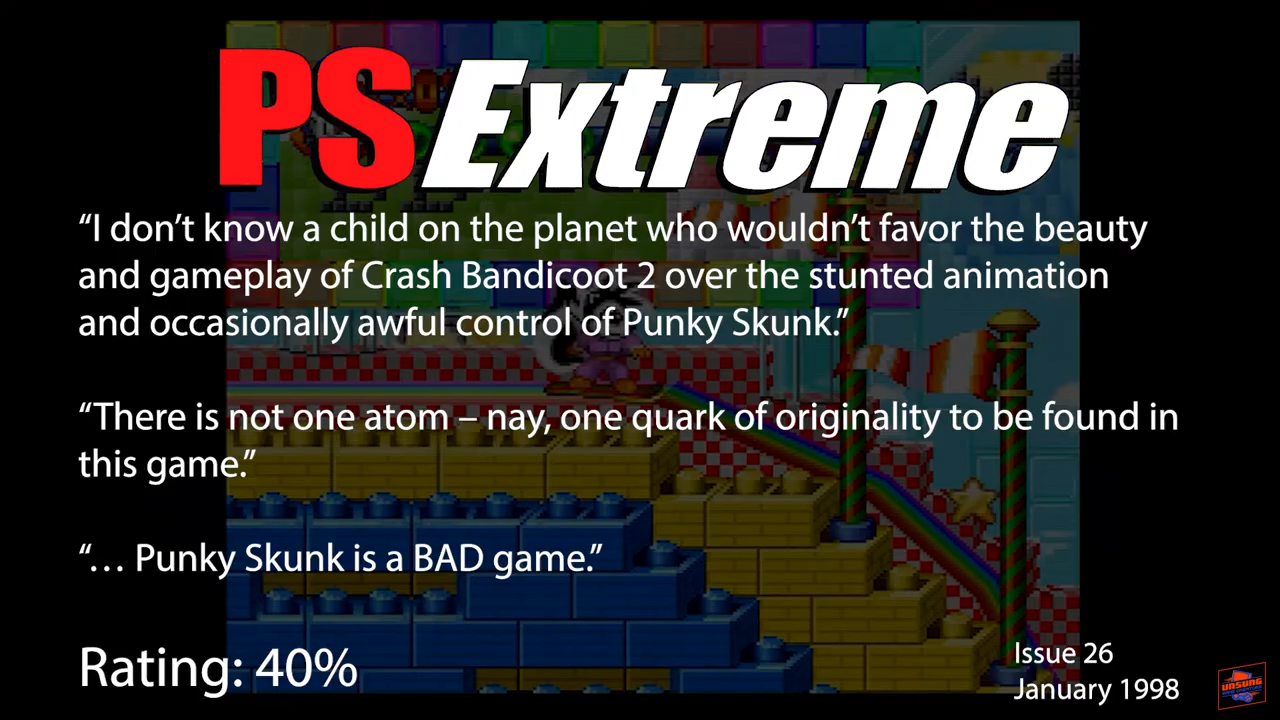 PSExtreme
“I don’t know a child on the planet who wouldn’t favor the beauty
and gameplay of Crash Bandicoot 2 over the stunted animation
and occasionally awful control of Punky Skunk.”
“There is not one atom – nay, one quark of originality to be found in
this game.”
“… Punky Skunk is a BAD game.”
Rating: 40%
Issue 26
January 1998
UNSUNG